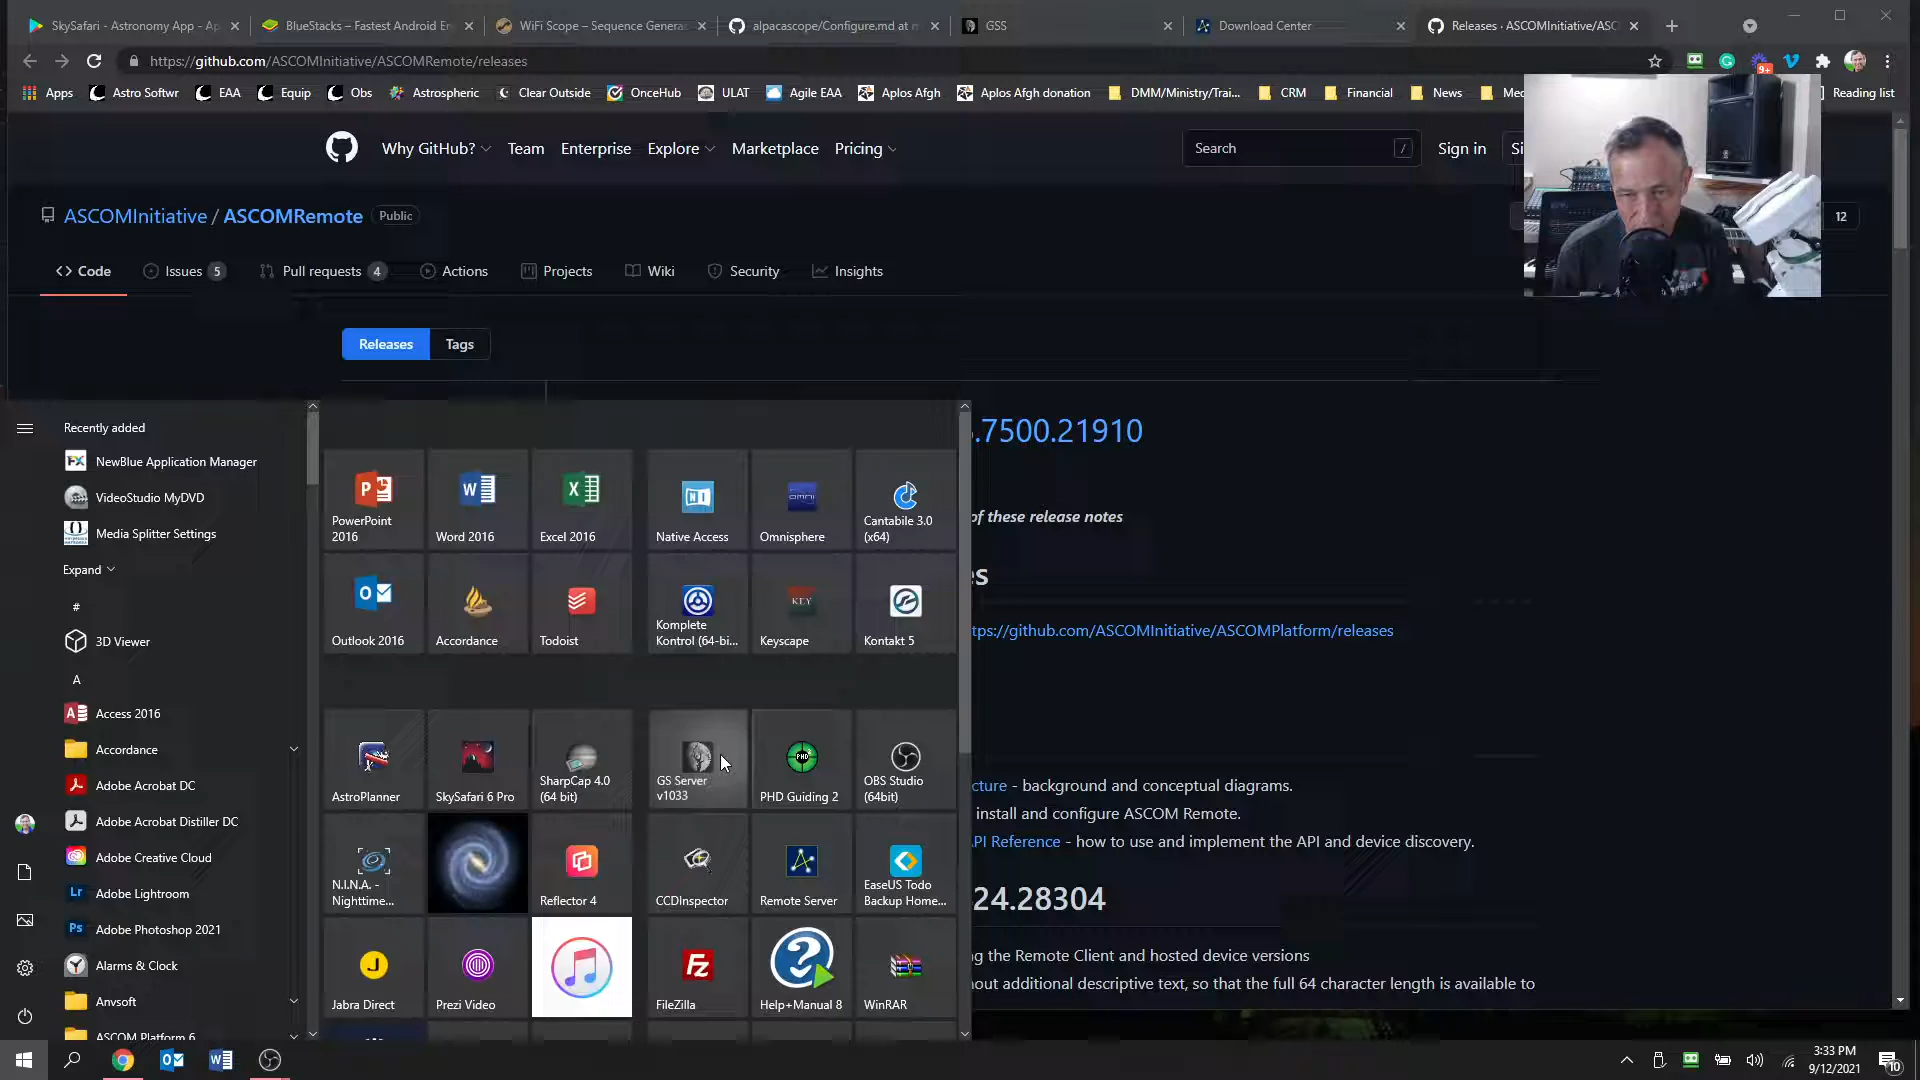 SkySafari - Astronomy App - Ap
BlueStacks – Fastest Android E
WiFi Scope – Sequence Genera
alpacascope/Configure.md at m
GSS
Download Center
Releases · ASCOMInitiative/ASC
https://github.com/ASCOMInitiative/ASCOMRemote/releases
9+
Apps
Astro Softwr
EAA
Equip
Obs
Astrospheric
Clear Outside
OnceHub
ULAT
Agile EAA
Aplos Afgh
Aplos Afgh donation
DMM/Ministry/Trai...
CRM
Financial
News
Reading list
Why GitHub?
Team
Enterprise
Explore
Marketplace
Pricing
Search
/
Sign in
Si
ASCOMInitiative / ASCOMRemote
Public
12
<> Code
Issues 5
Pull requests 4
Actions
Projects
Wiki
Security
Insights
Releases
Tags
.7500.21910
of these release notes
es
tps://github.com/ASCOMInitiative/ASCOMPlatform/releases
cture - background and conceptual diagrams.
install and configure ASCOM Remote.
API Reference - how to use and implement the API and device discovery.
24.28304
g the Remote Client and hosted device versions
out additional descriptive text, so that the full 64 character length is available to
Recently added
NewBlue Application Manager
VideoStudio MyDVD
Media Splitter Settings
Expand
#
3D Viewer
A
Access 2016
Accordance
Adobe Acrobat DC
Adobe Acrobat Distiller DC
Adobe Creative Cloud
Adobe Lightroom
Adobe Photoshop 2021
Alarms & Clock
Anvsoft
ASCOM Platform 6
PowerPoint
2016
Word 2016
Excel 2016
Native Access
Omnisphere
Cantabile 3.0
(x64)
Outlook 2016
Accordance
Todoist
Komplete
Kontrol (64-bi...
KEY
Keyscape
Kontakt 5
AstroPlanner
SkySafari 6 Pro
SharpCap 4.0
(64 bit)
GS Server
v1033
PHD
PHD Guiding 2
OBS Studio
(64bit)
N.I.N.A. -
Nighttime...
Reflector 4
CCDInspector
Remote Server
EaseUS Todo
Backup Home...
Jabra Direct
Prezi Video
FileZilla
Help+Manual 8
WinRAR
3:33 PM
9/12/2021
10